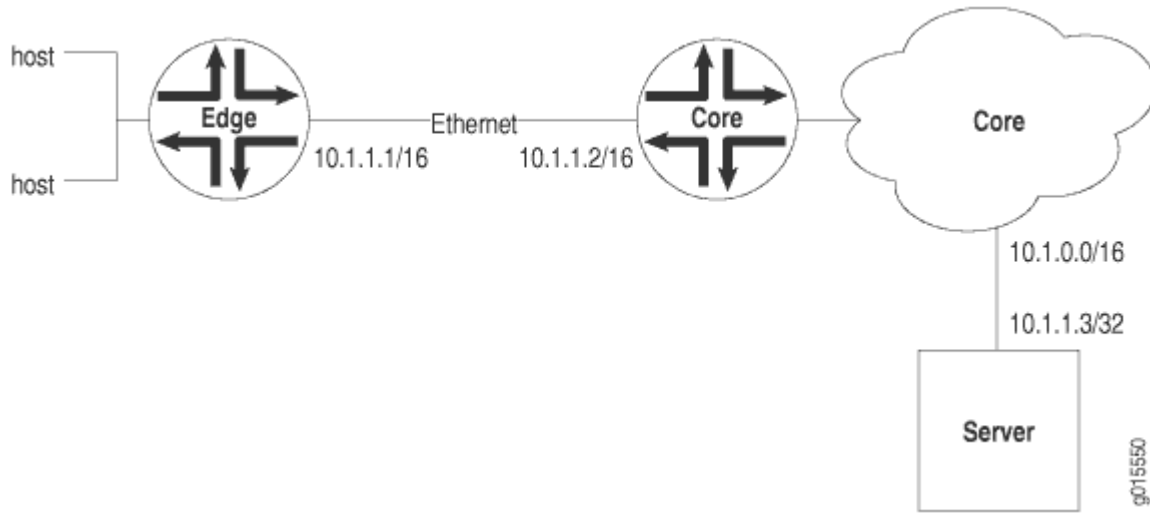 host
host
Edge
Ethernet
10.1.1.1/16
10.1.1.2/16
Core
Core
10.1.0.0/16
10.1.1.3/32
Server
g015550